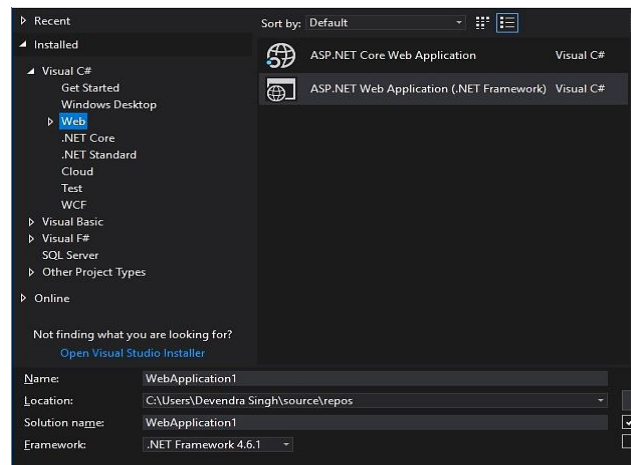 Recent
Installed
Visual C#
Get Started
Windows Desktop
Web
.NET Core
.NET Standard
Cloud
Test
WCF
Visual Basic
Visual F#
SQL Server
Other Project Types
Online
Not finding what you are looking for?
Open Visual Studio Installer
Sort by: Default
ASP.NET Core Web Application Visual C#
ASP.NET Web Application (.NET Framework) Visual C#
Name: WebApplication1
Location: C:\Users\Devendra Singh\source\repos
Solution name: WebApplication1
Framework: .NET Framework 4.6.1